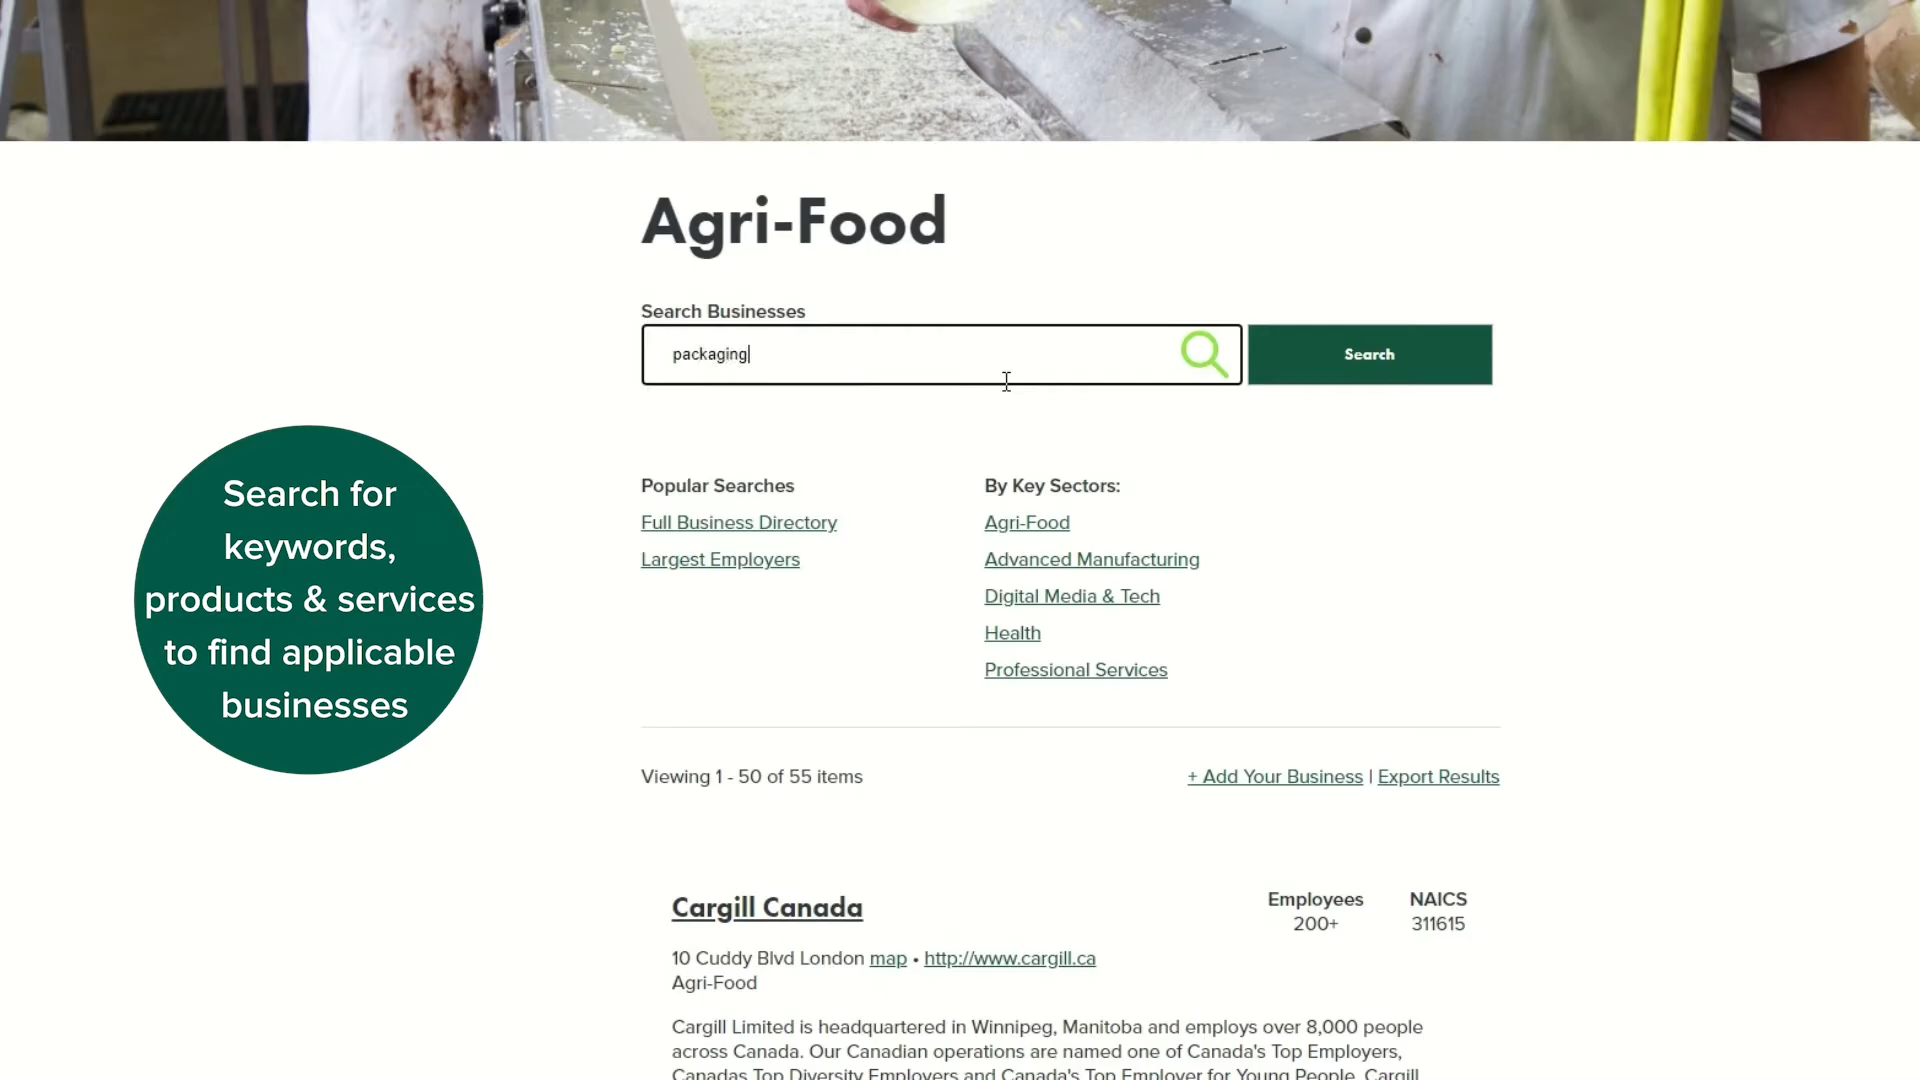 Agri-Food
Search Businesses
packaging
Search
Search for
keywords,
products & services
to find applicable
businesses
Popular Searches
Full Business Directory
Largest Employers
By Key Sectors:
Agri-Food
Advanced Manufacturing
Digital Media & Tech
Health
Professional Services
Viewing 1 - 50 of 55 items
+ Add Your Business | Export Results
Cargill Canada
Employees
200+
NAICS
311615
10 Cuddy Blvd London map • http://www.cargill.ca
Agri-Food
Cargill Limited is headquartered in Winnipeg, Manitoba and employs over 8,000 people
across Canada. Our Canadian operations are named one of Canada's Top Employers,
Canadas Top Diversity Employers and Canada's Top Employer for Young People. Cargill